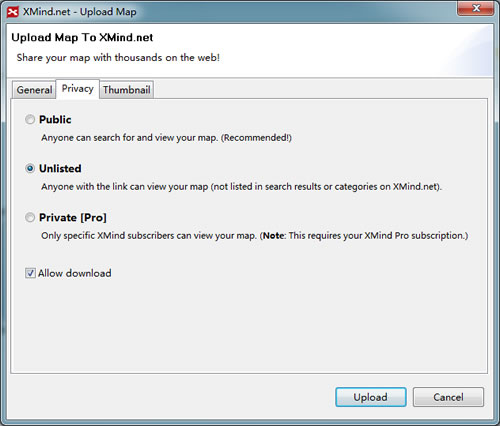 XMind.net - Upload Map
Upload Map To XMind.net
Share your map with thousands on the web!
General Privacy Thumbnail
Public
Anyone can search for and view your map. (Recommended!)
Unlisted
Anyone with the link can view your map (not listed in search results or categories on XMind.net).
Private [Pro]
Only specific XMind subscribers can view your map. (Note: This requires your XMind Pro subscription.)
Allow download
Upload Cancel